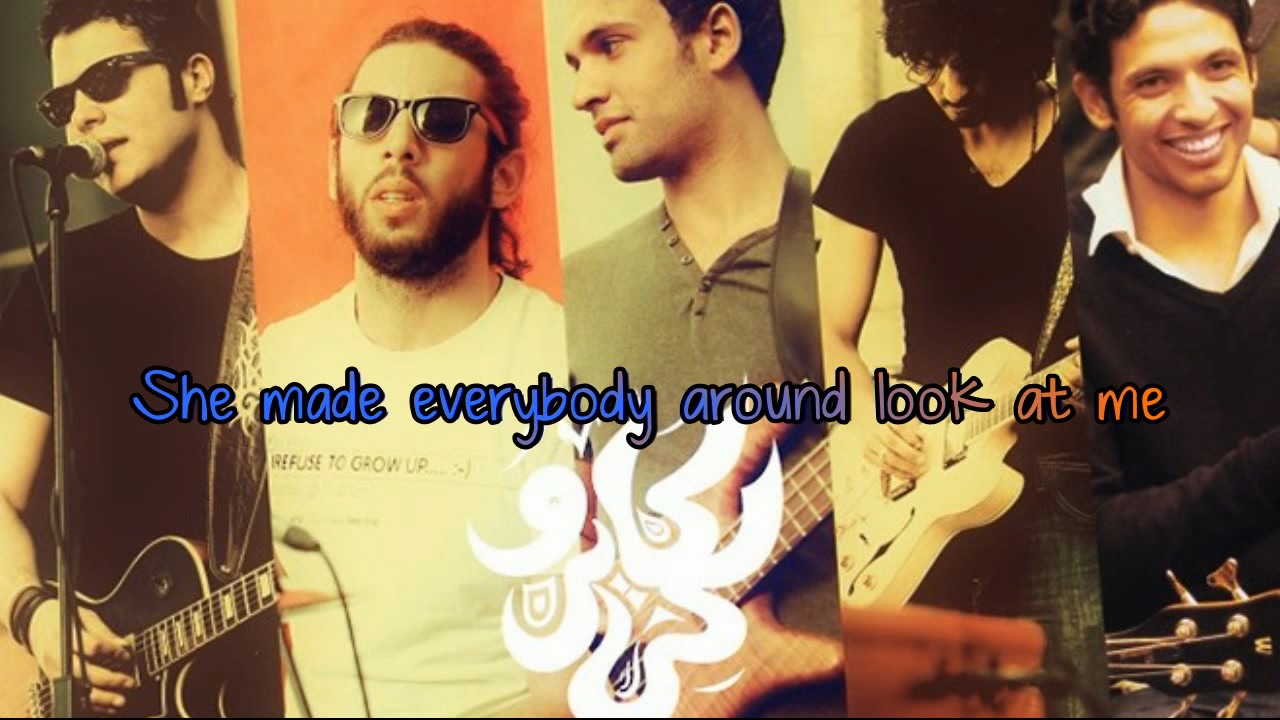 She made everybody around look at me
I REFUSE TO GROW UP.... :-)
W